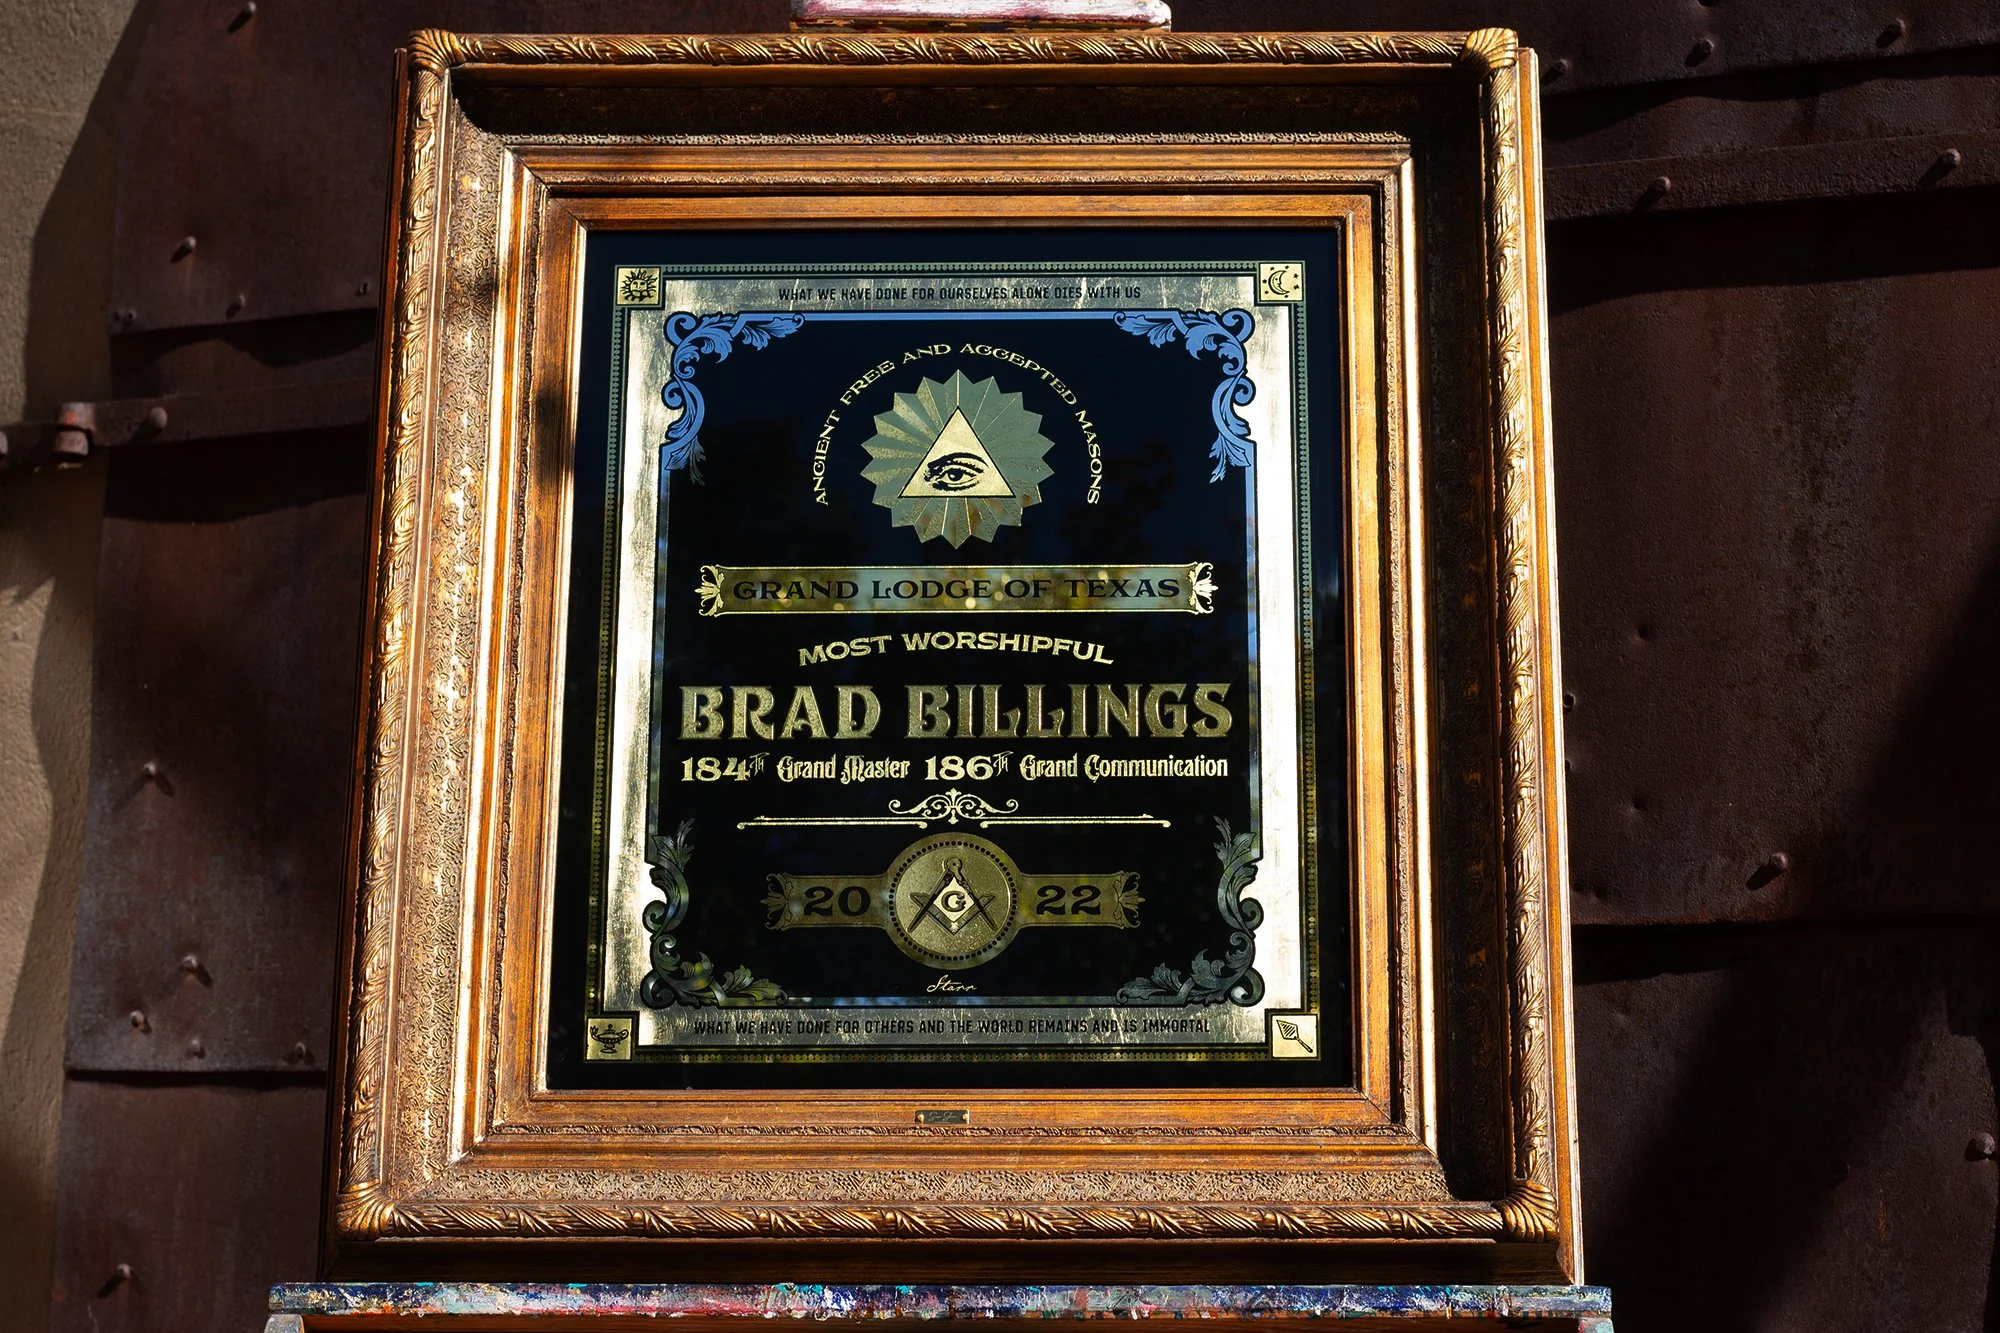 WHAT WE HAVE DONE FOR OURSELVES ALONE DIES WITH US
ANCIENT FREE AND ACCEPTED MASONS
GRAND LODGE OF TEXAS
MOST WORSHIPFUL
BRAD BILLINGS
184TH Grand Master 186TH Grand Communication
20 G 22
Starr
WHAT WE HAVE DONE FOR OTHERS AND THE WORLD REMAINS AND IS IMMORTAL